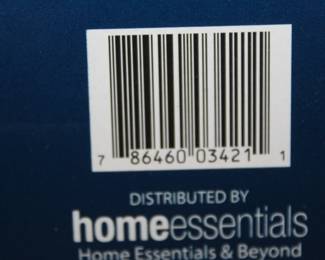 7 86460 03421 1
DISTRIBUTED BY
homeessentials
Home Essentials & Beyond